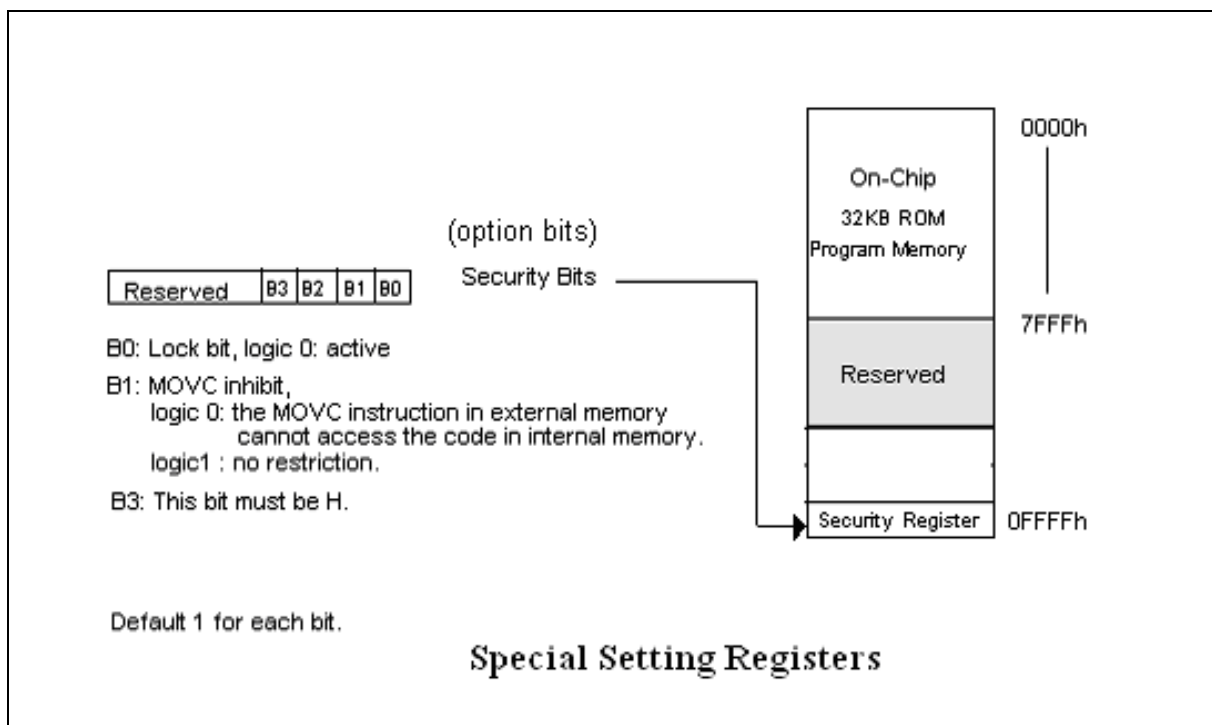 (option bits)
Security Bits
Reserved B3 B2 B1 B0
B0: Lock bit, logic 0: active
B1: MOVC inhibit,
logic 0: the MOVC instruction in external memory
cannot access the code in internal memory.
logic1 : no restriction.
B3: This bit must be H.
Default 1 for each bit.
0000h
On-Chip
32KB ROM
Program Memory
7FFFh
Reserved
Security Register 0FFFFh
Special Setting Registers